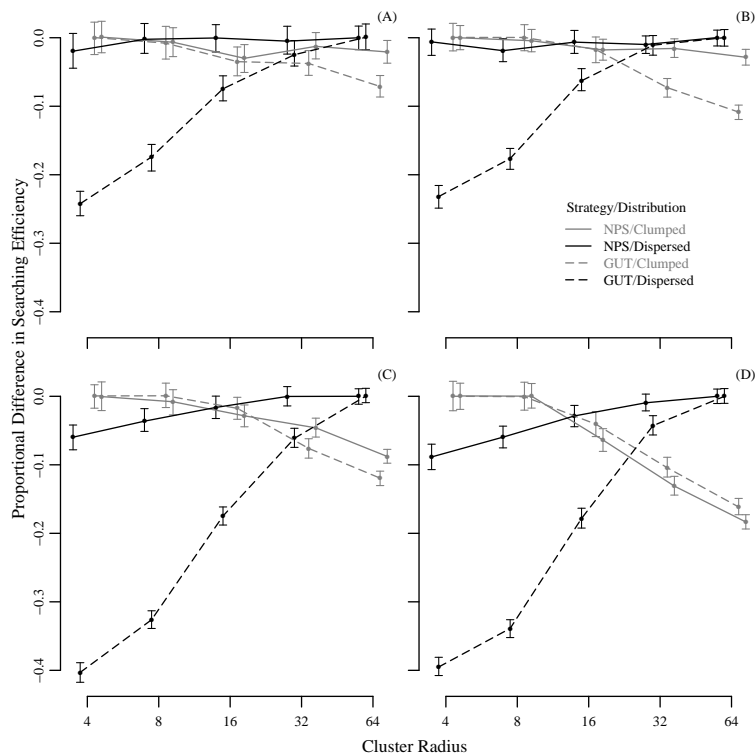 (A)
(B)
0.0
−0.1
−0.2
−0.3
−0.4
Strategy/Distribution
NPS/Clumped
NPS/Dispersed
GUT/Clumped
GUT/Dispersed
Proportional Difference in Searching Efficiency
(C)
(D)
0.0
−0.1
−0.2
−0.3
−0.4
4 8 16 32 64
4 8 16 32 64
Cluster Radius